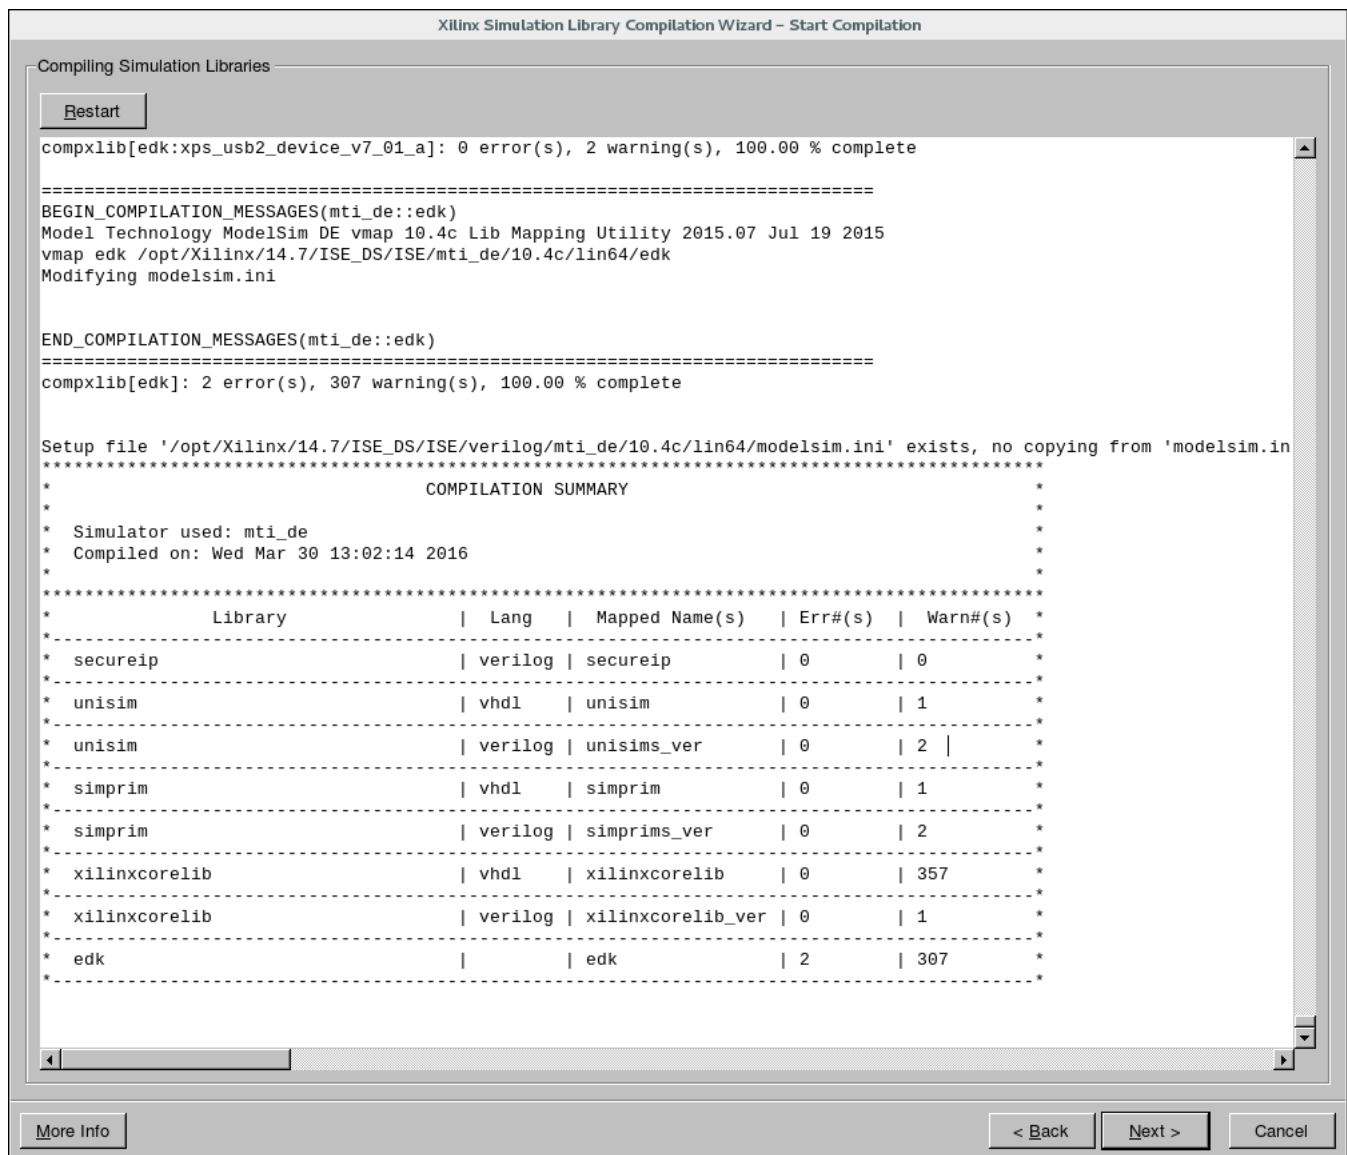 Xilinx Simulation Library Compilation Wizard – Start Compilation
Compiling Simulation Libraries
Restart
compxlib[edk:xps_usb2_device_v7_01_a]: 0 error(s), 2 warning(s), 100.00 % complete
==============================================================================
BEGIN_COMPILATION_MESSAGES(mti_de::edk)
Model Technology ModelSim DE vmap 10.4c Lib Mapping Utility 2015.07 Jul 19 2015
vmap edk /opt/Xilinx/14.7/ISE_DS/ISE/mti_de/10.4c/lin64/edk
Modifying modelsim.ini
END_COMPILATION_MESSAGES(mti_de::edk)
==============================================================================
compxlib[edk]: 2 error(s), 307 warning(s), 100.00 % complete
Setup file '/opt/Xilinx/14.7/ISE_DS/ISE/verilog/mti_de/10.4c/lin64/modelsim.ini' exists, no copying from 'modelsim.in
**********************************************************************************************
* COMPILATION SUMMARY *
* *
* Simulator used: mti_de *
* Compiled on: Wed Mar 30 13:02:14 2016 *
* *
**********************************************************************************************
* Library | Lang | Mapped Name(s) | Err#(s) | Warn#(s) *
*--------------------------------------------------------------------------------------------*
* secureip | verilog | secureip | 0 | 0 *
*--------------------------------------------------------------------------------------------*
* unisim | vhdl | unisim | 0 | 1 *
*--------------------------------------------------------------------------------------------*
* unisim | verilog | unisims_ver | 0 | 2 *
*--------------------------------------------------------------------------------------------*
* simprim | vhdl | simprim | 0 | 1 *
*--------------------------------------------------------------------------------------------*
* simprim | verilog | simprims_ver | 0 | 2 *
*--------------------------------------------------------------------------------------------*
* xilinxcorelib | vhdl | xilinxcorelib | 0 | 357 *
*--------------------------------------------------------------------------------------------*
* xilinxcorelib | verilog | xilinxcorelib_ver | 0 | 1 *
*--------------------------------------------------------------------------------------------*
* edk | | edk | 2 | 307 *
*--------------------------------------------------------------------------------------------*
More Info
< Back
Next >
Cancel